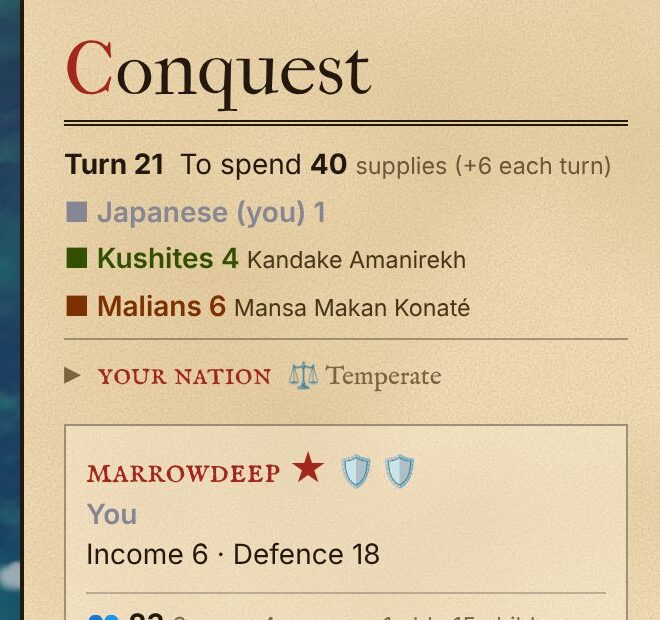 Conquest
Turn 21 To spend 40 supplies (+6 each turn)
Japanese (you) 1
Kushites 4 Kandake Amanirekh
Malians 6 Mansa Makan Konaté
YOUR NATION Temperate
MARROWDEEP
You
Income 6 · Defence 18